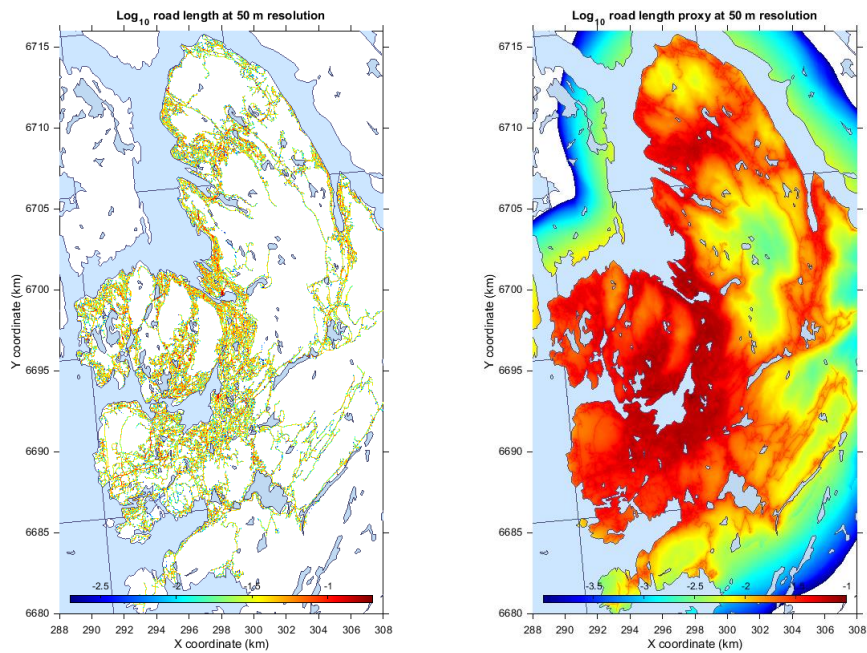 Log10 road length at 50 m resolution
6715
6710
6705
6700
6695
6690
6685
6680
Y coordinate (km)
-2.5 -2 -1.5 -1
288 290 292 294 296 298 300 302 304 306 308
X coordinate (km)
Log10 road length proxy at 50 m resolution
6715
6710
6705
6700
6695
6690
6685
6680
Y coordinate (km)
-3.5 -3 -2.5 -2 -1.5 -1
288 290 292 294 296 298 300 302 304 306 308
X coordinate (km)